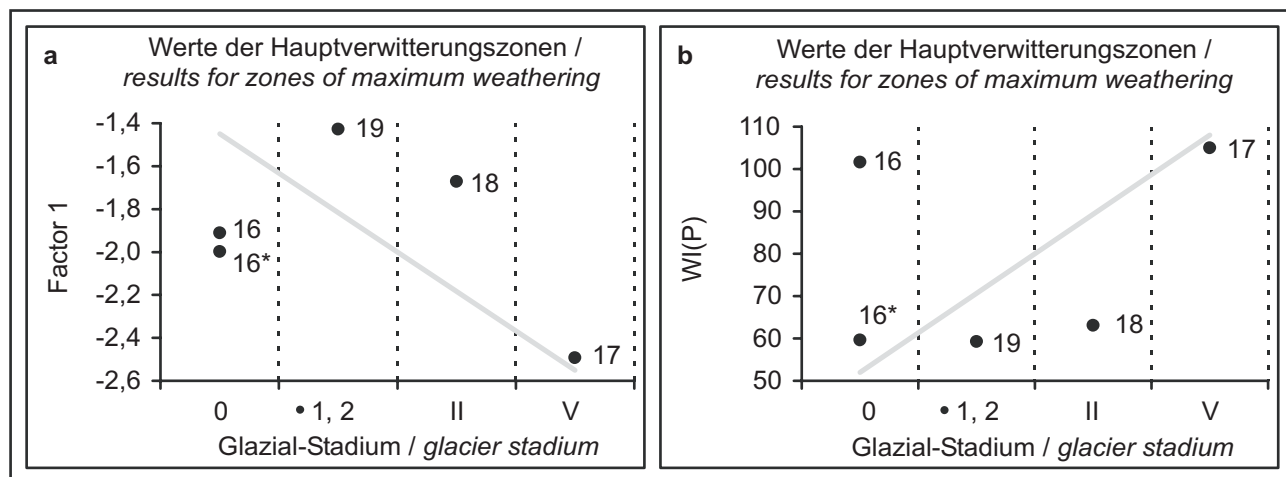 a
Werte der Hauptverwitterungszonen /
results for zones of maximum weathering
Factor 1
-1,4
-1,6
-1,8
-2,0
-2,2
-2,4
-2,6
16
16*
19
18
17
0
• 1, 2
II
V
Glazial-Stadium / glacier stadium
b
Werte der Hauptverwitterungszonen /
results for zones of maximum weathering
WI(P)
110
100
90
80
70
60
50
16
16*
19
18
17
0
• 1, 2
II
V
Glazial-Stadium / glacier stadium